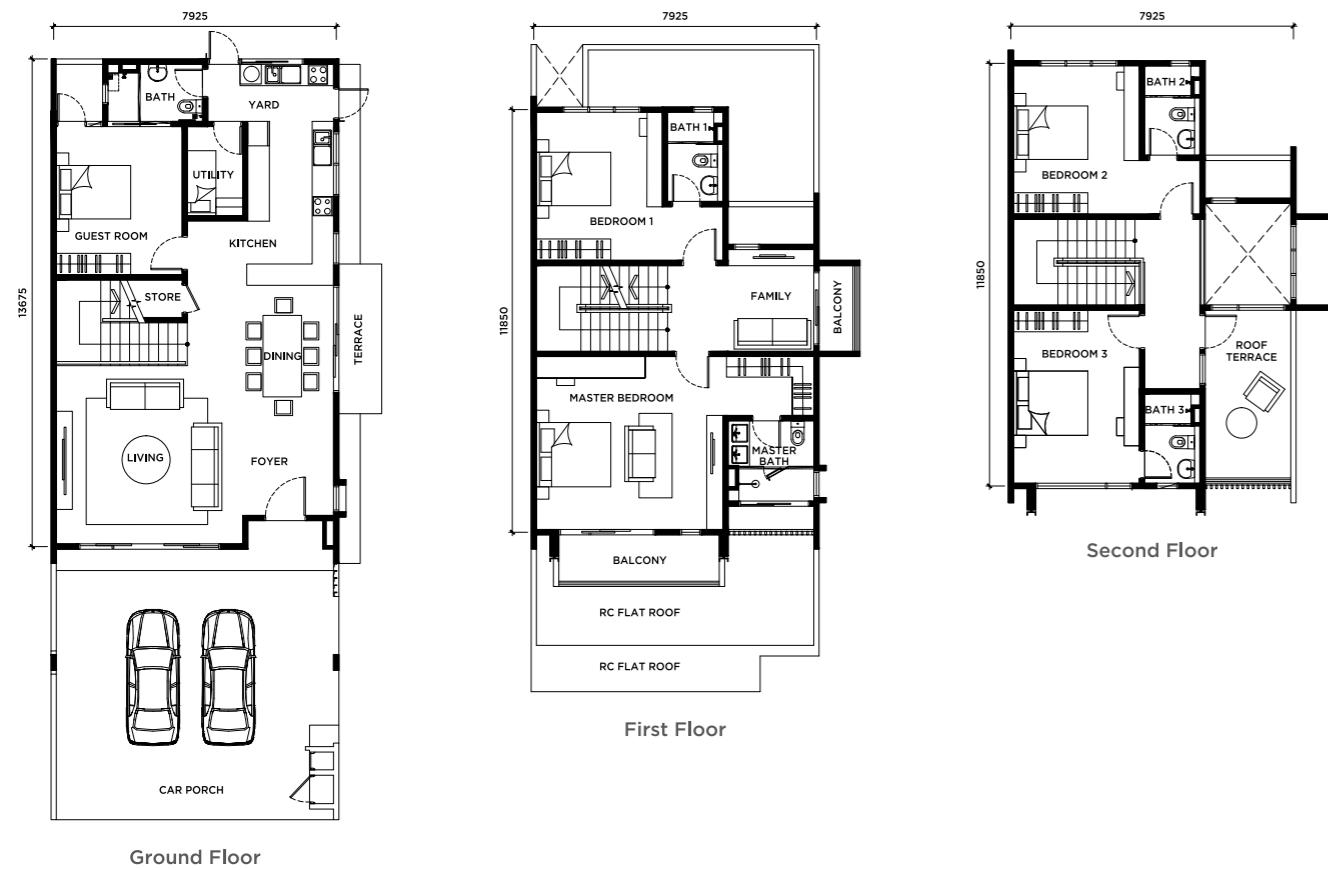 7925
BATH
YARD
UTILITY
GUEST ROOM
KITCHEN
STORE
13675
DINING
TERRACE
LIVING
FOYER
CAR PORCH
Ground Floor
7925
BATH 1
BEDROOM 1
11850
FAMILY
BALCONY
MASTER BEDROOM
MASTER
BATH
BALCONY
RC FLAT ROOF
RC FLAT ROOF
First Floor
7925
BATH 2
BEDROOM 2
11850
BEDROOM 3
ROOF
TERRACE
BATH 3
Second Floor